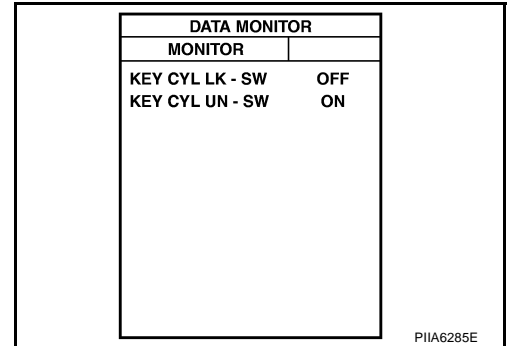 DATA MONITOR
MONITOR
KEY CYL LK - SW OFF
KEY CYL UN - SW ON
PIIA6285E